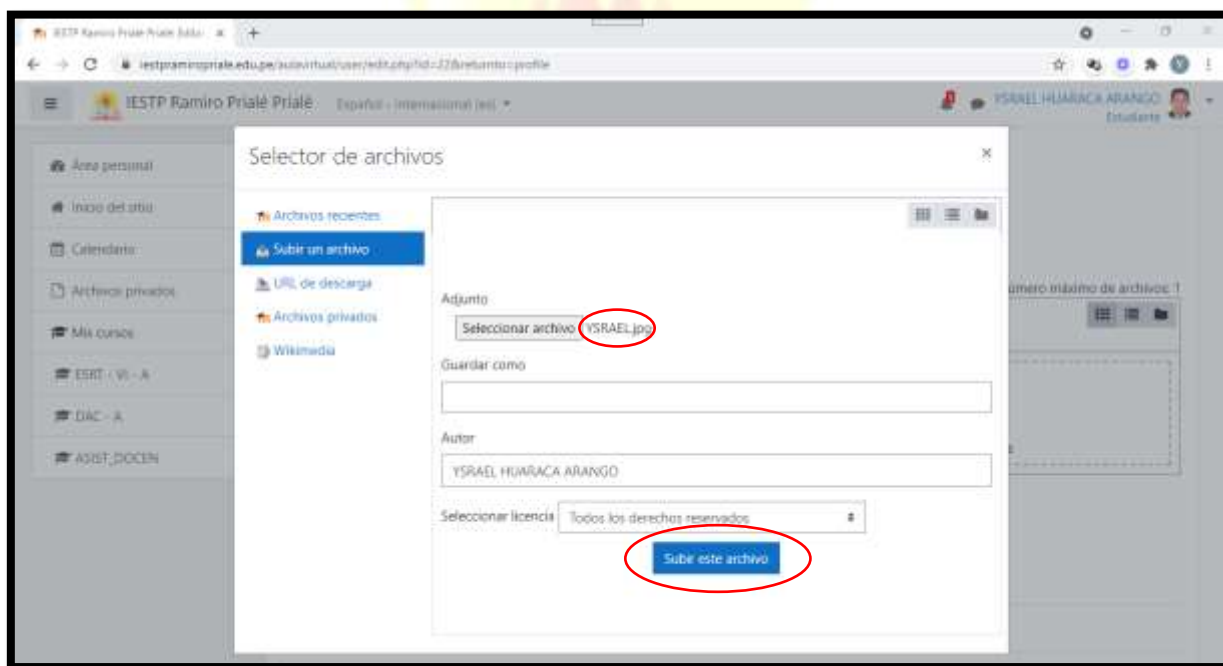 IESTP Ramiro Prialé Prialé
Español - Internacional (es)
YSRAEL HUARACA ARANGO
Estudiante
Selector de archivos
Área personal
Inicio del sitio
Calendario
Archivos privados
Mis cursos
ESRT - VI - A
DAC - A
ASIST_DOCEN
Archivos recientes
Subir un archivo
URL de descarga
Archivos privados
Wikimedia
Adjunto
Seleccionar archivo YSRAEL.jpg
Guardar como
Autor
YSRAEL HUARACA ARANGO
Seleccionar licencia Todos los derechos reservados
Subir este archivo
úmero máximo de archivos: 1